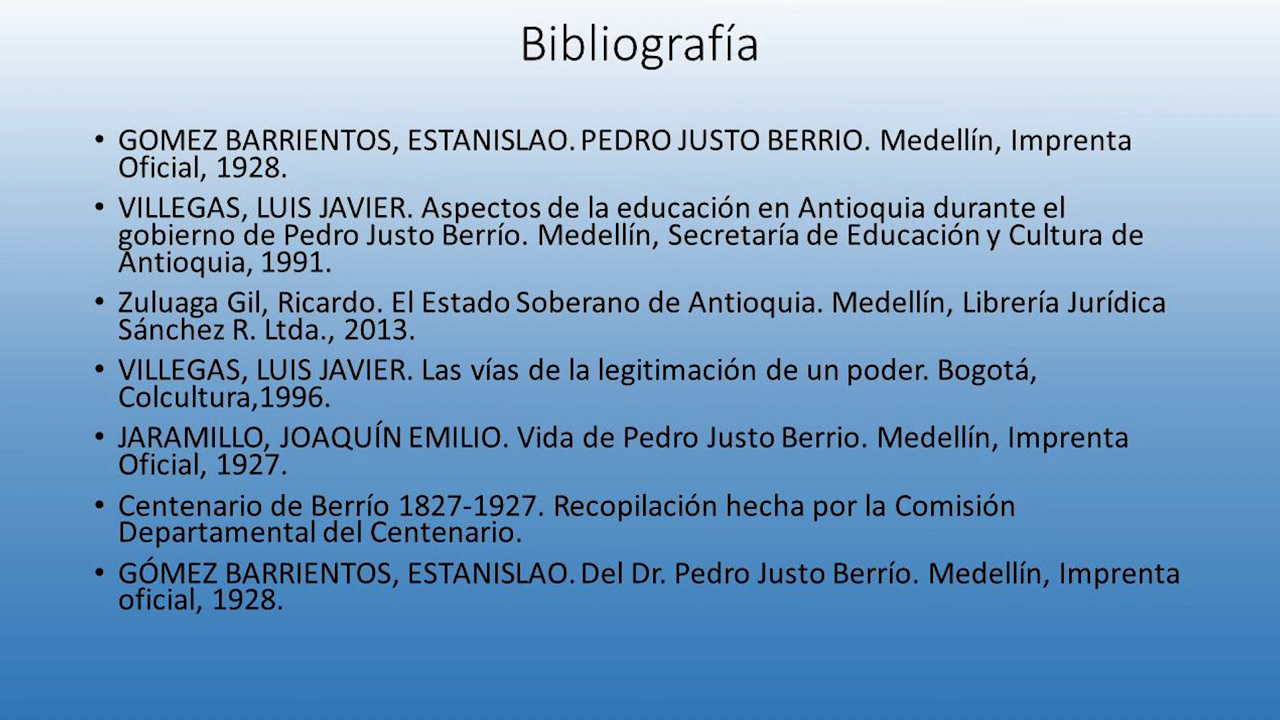 Bibliografía
• GOMEZ BARRIENTOS, ESTANISLAO. PEDRO JUSTO BERRIO. Medellín, Imprenta
Oficial, 1928.
• VILLEGAS, LUIS JAVIER. Aspectos de la educación en Antioquia durante el
gobierno de Pedro Justo Berrío. Medellín, Secretaría de Educación y Cultura de
Antioquia, 1991.
• Zuluaga Gil, Ricardo. El Estado Soberano de Antioquia. Medellín, Librería Jurídica
Sánchez R. Ltda., 2013.
• VILLEGAS, LUIS JAVIER. Las vías de la legitimación de un poder. Bogotá,
Colcultura,1996.
• JARAMILLO, JOAQUÍN EMILIO. Vida de Pedro Justo Berrio. Medellín, Imprenta
Oficial, 1927.
• Centenario de Berrío 1827-1927. Recopilación hecha por la Comisión
Departamental del Centenario.
• GÓMEZ BARRIENTOS, ESTANISLAO. Del Dr. Pedro Justo Berrío. Medellín, Imprenta
oficial, 1928.